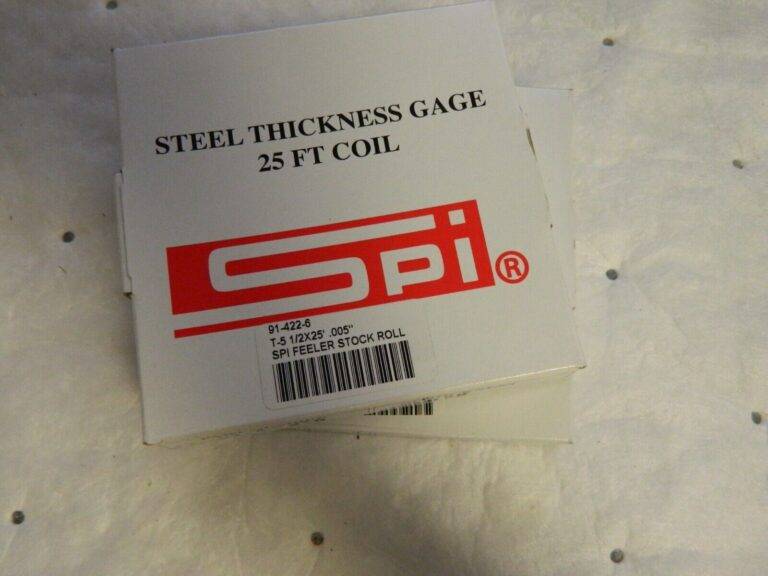 STEEL THICKNESS GAGE
25 FT COIL
SPi®
91-422-6
T-5 1/2X25' .005"
SPI FEELER STOCK ROLL